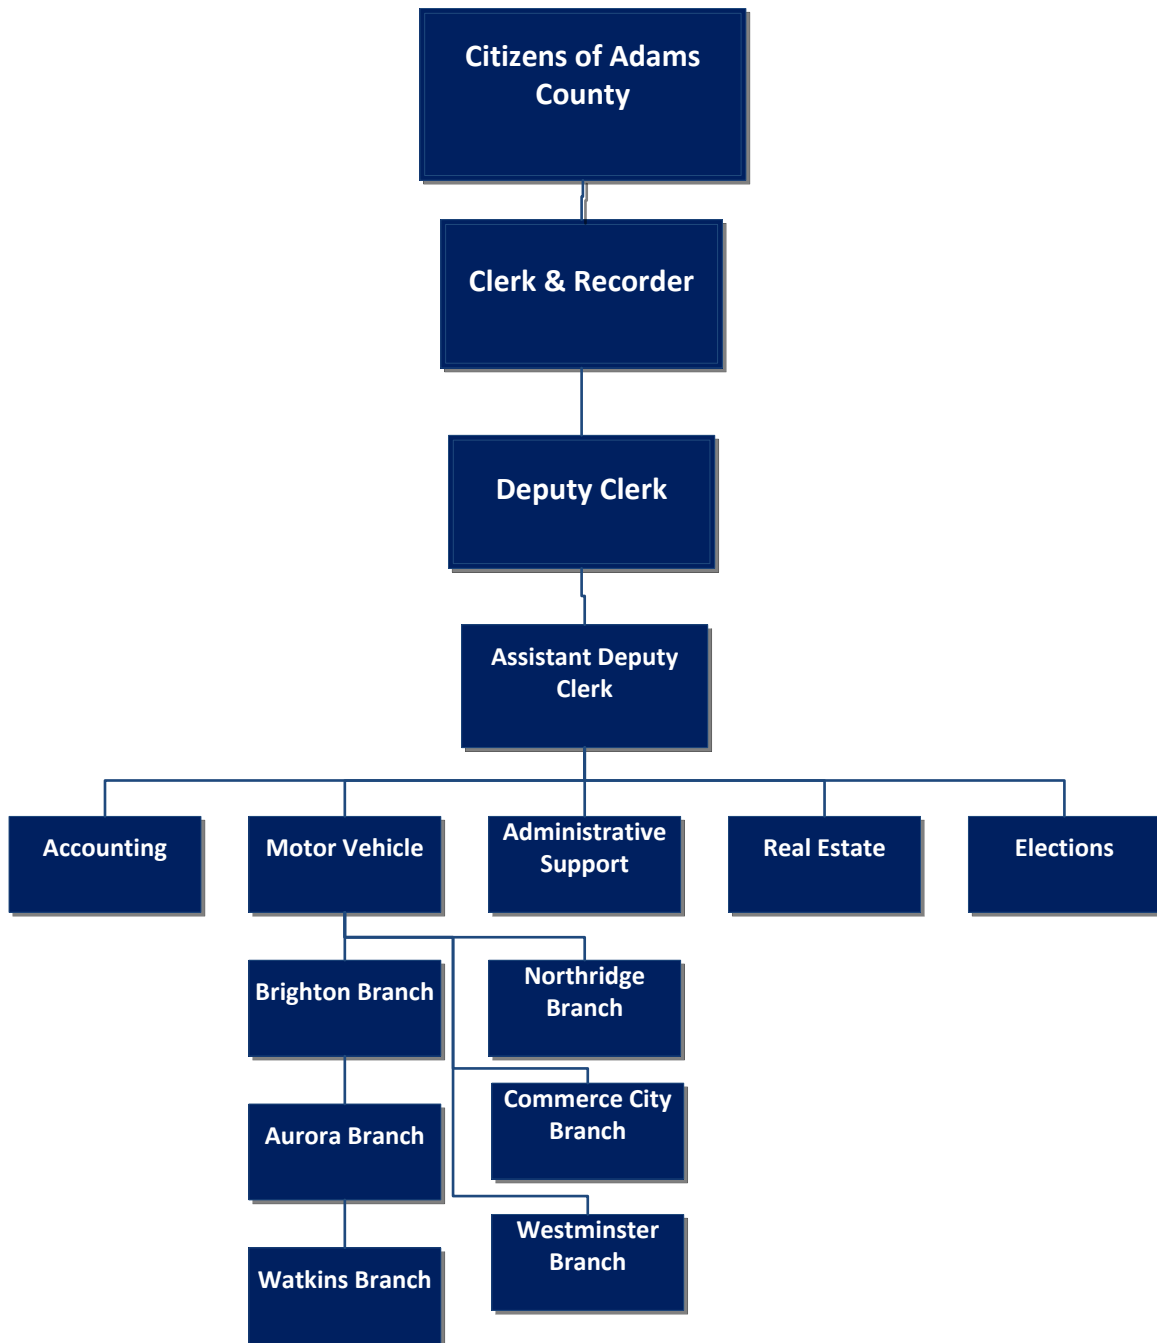 Citizens of Adams
County
Clerk & Recorder
Deputy Clerk
Assistant Deputy
Clerk
Accounting
Motor Vehicle
Administrative
Support
Real Estate
Elections
Brighton Branch
Northridge
Branch
Commerce City
Branch
Aurora Branch
Westminster
Branch
Watkins Branch